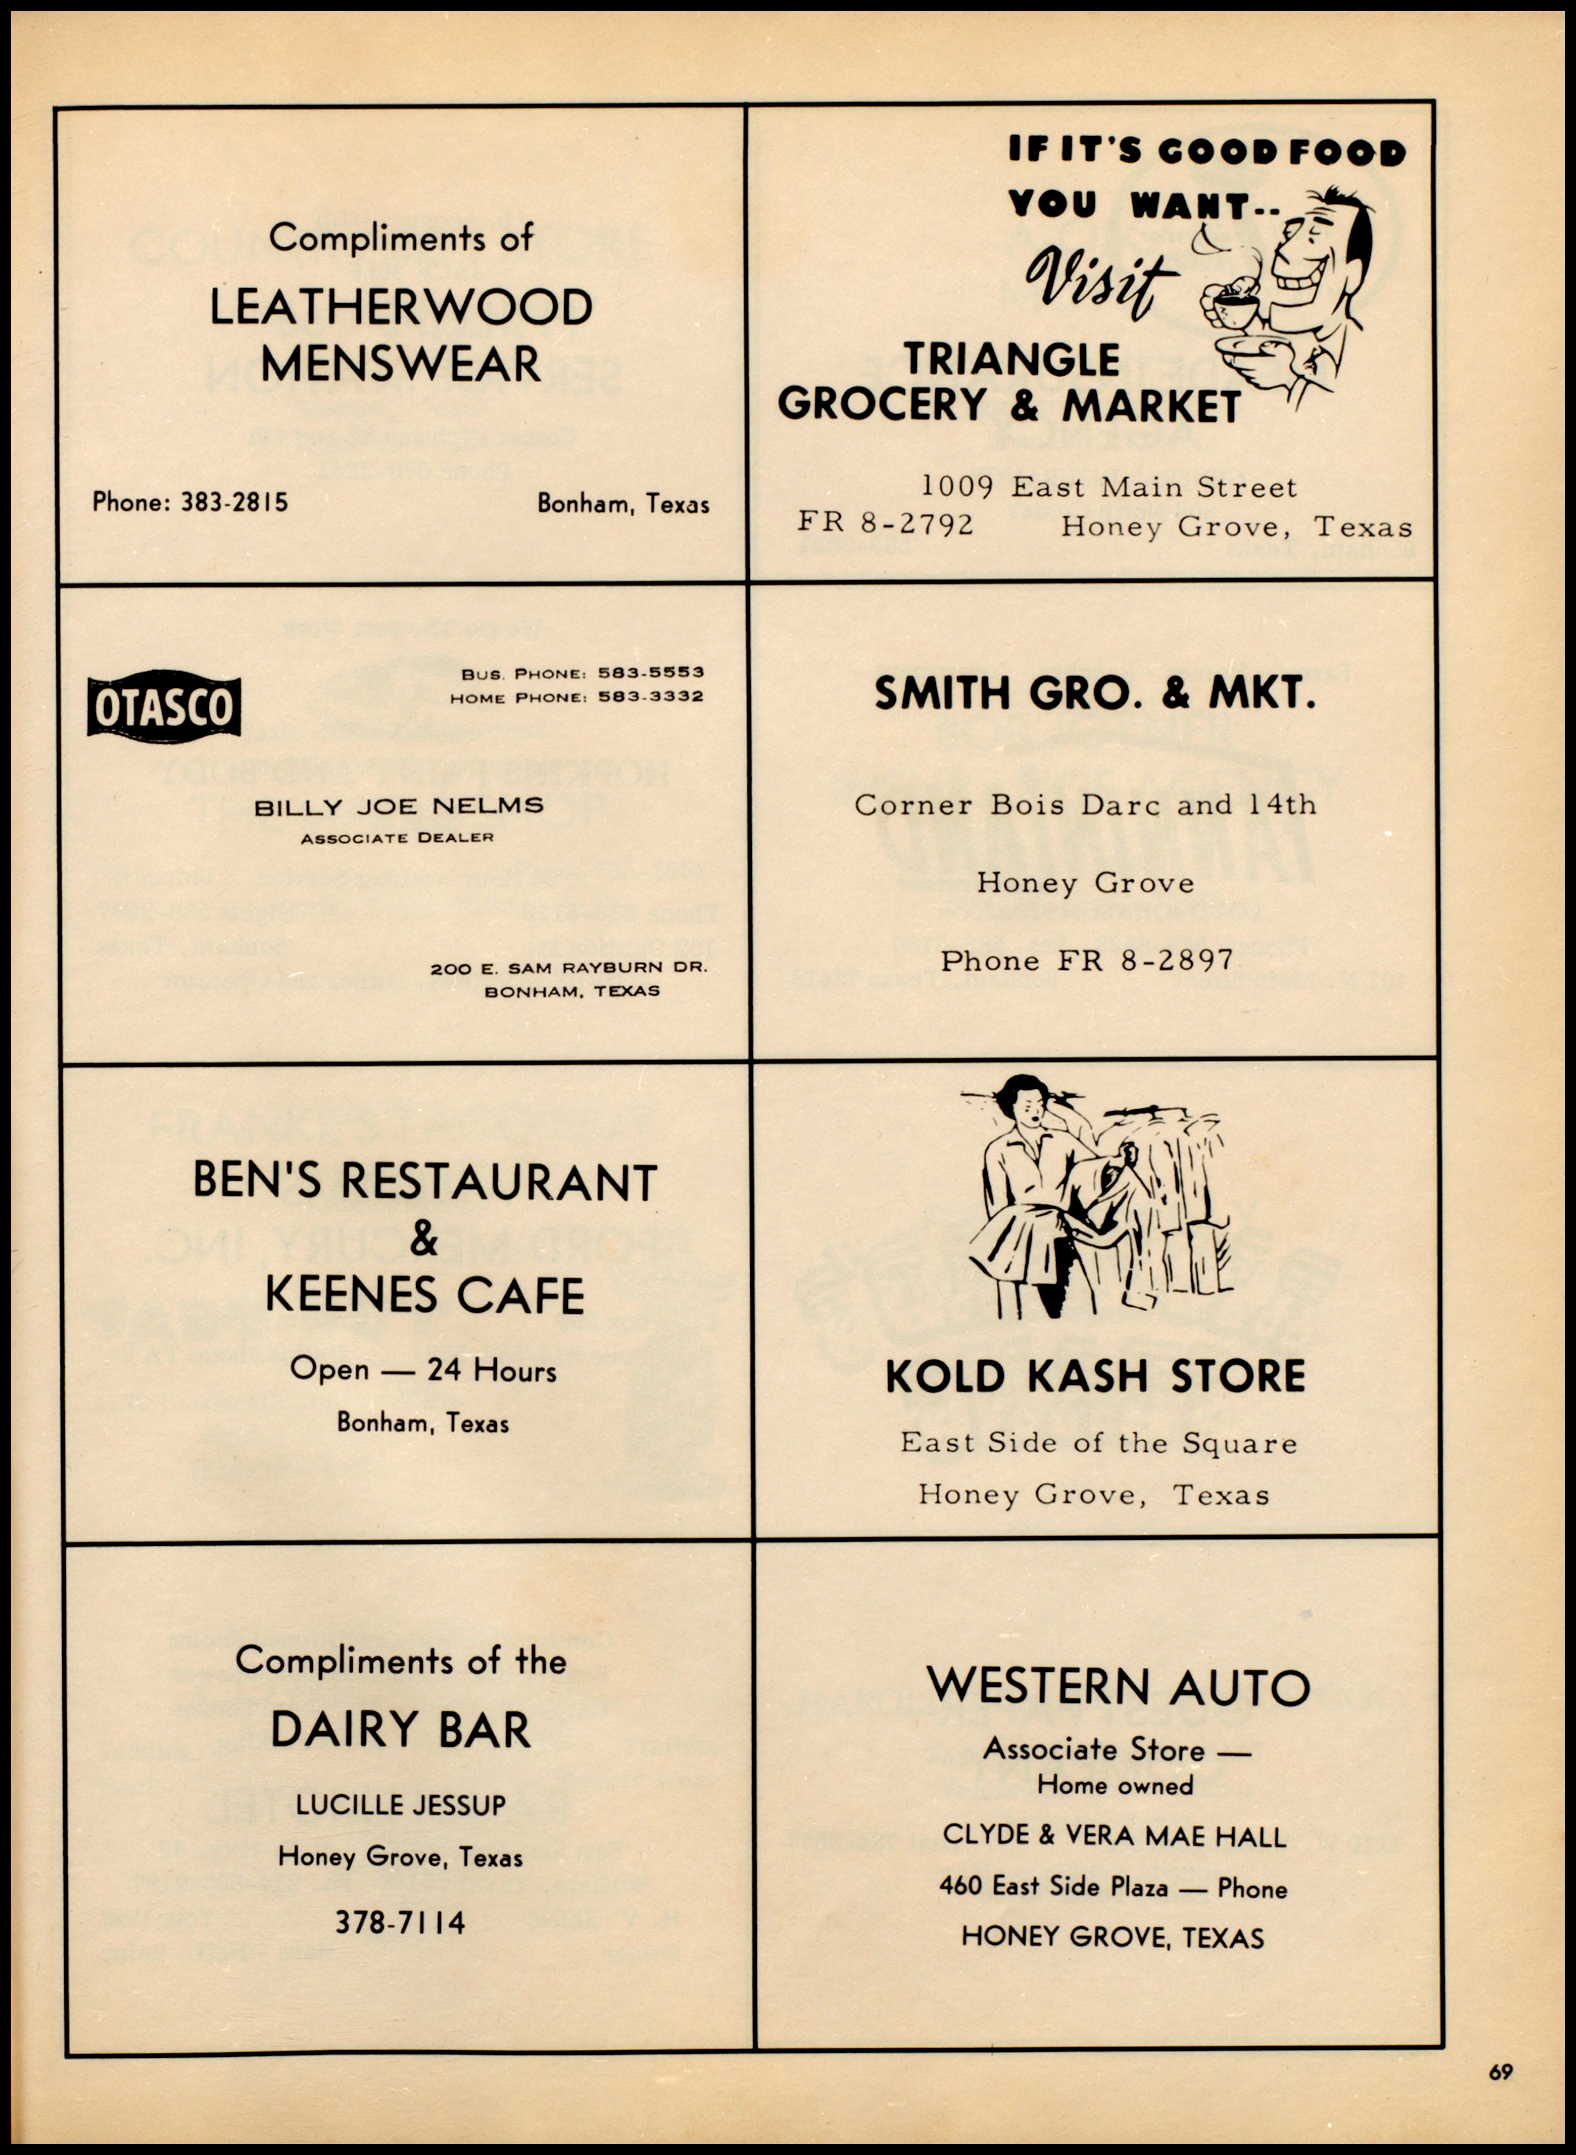 Compliments of
LEATHERWOOD
MENSWEAR
Phone: 383-2815 Bonham, Texas
IF IT'S GOOD FOOD
YOU WANT--
Visit
TRIANGLE
GROCERY & MARKET
1009 East Main Street
FR 8-2792 Honey Grove, Texas
OTASCO
BUS. PHONE: 583-5553
HOME PHONE: 583-3332
BILLY JOE NELMS
ASSOCIATE DEALER
200 E. SAM RAYBURN DR.
BONHAM, TEXAS
SMITH GRO. & MKT.
Corner Bois Darc and 14th
Honey Grove
Phone FR 8-2897
BEN'S RESTAURANT
&
KEENES CAFE
Open — 24 Hours
Bonham, Texas
KOLD KASH STORE
East Side of the Square
Honey Grove, Texas
Compliments of the
DAIRY BAR
LUCILLE JESSUP
Honey Grove, Texas
378-7114
WESTERN AUTO
Associate Store —
Home owned
CLYDE & VERA MAE HALL
460 East Side Plaza — Phone
HONEY GROVE, TEXAS
69